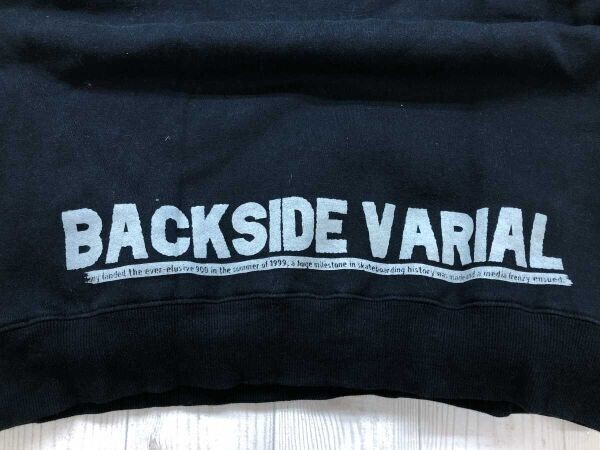 BACKSIDE VARIAL
landed the ever-elusive 900 in the summer of 1999, a huge milestone in skateboarding history was made and a media frenzy ensued.